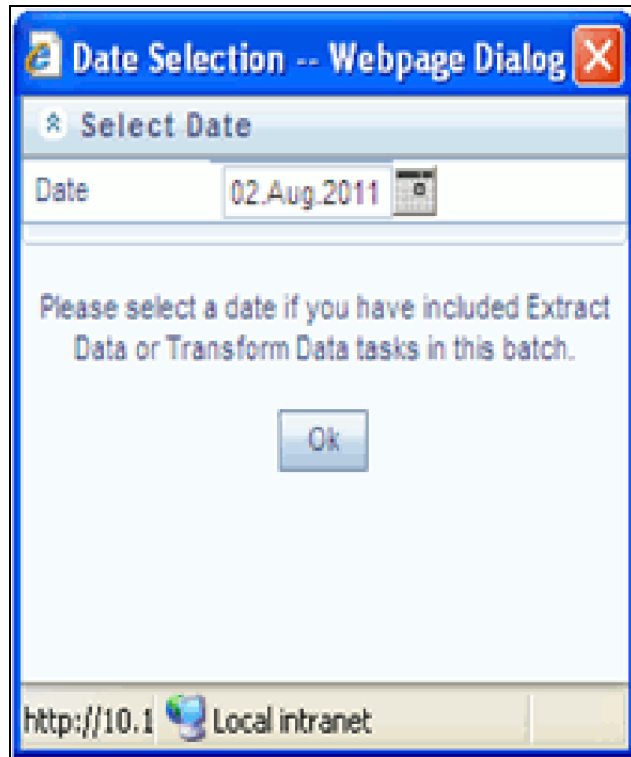 Date Selection -- Webpage Dialog
Select Date
Date 02.Aug.2011
Please select a date if you have included Extract
Data or Transform Data tasks in this batch.
Ok
http://10.1 Local intranet